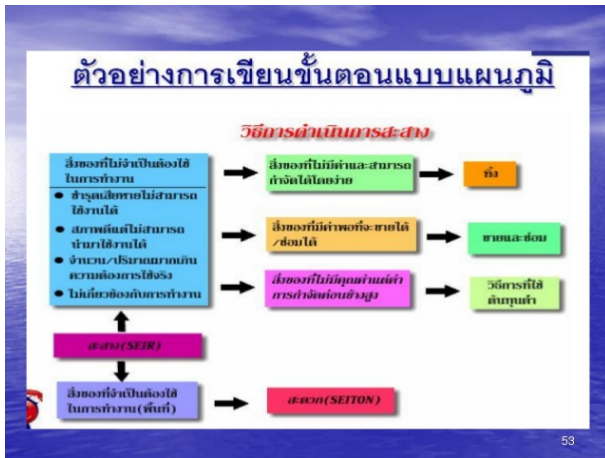 ตัวอย่างการเขียนขั้นตอนแบบแผนภูมิ
วิธีการดำเนินการสะสาง
สิ่งของที่ไม่จำเป็นต้องใช้
ในการทำงาน
ชำรุดเสียหายไม่สามารถ
ใช้งานได้
สภาพดีแต่ไม่สามารถ
นำมาใช้งานได้
จำนวน/ปริมาณมากเกิน
ความต้องการใช้จริง
ไม่เกี่ยวข้องกับการทำงาน
สิ่งของที่ไม่มีค่าและสามารถ
กำจัดได้โดยง่าย
ทิ้ง
สิ่งของที่มีค่าพอที่จะขายได้
/ซ่อมได้
ขายและซ่อม
สิ่งของที่ไม่มีคุณค่าแต่ค่า
การกำจัดค่อนข้างสูง
วิธีการที่ใช้
ต้นทุนต่ำ
สะสาง(SEIR)
สิ่งของที่จำเป็นต้องใช้
ในการทำงาน(พื้นที่)
สะดวก(SEITON)
53